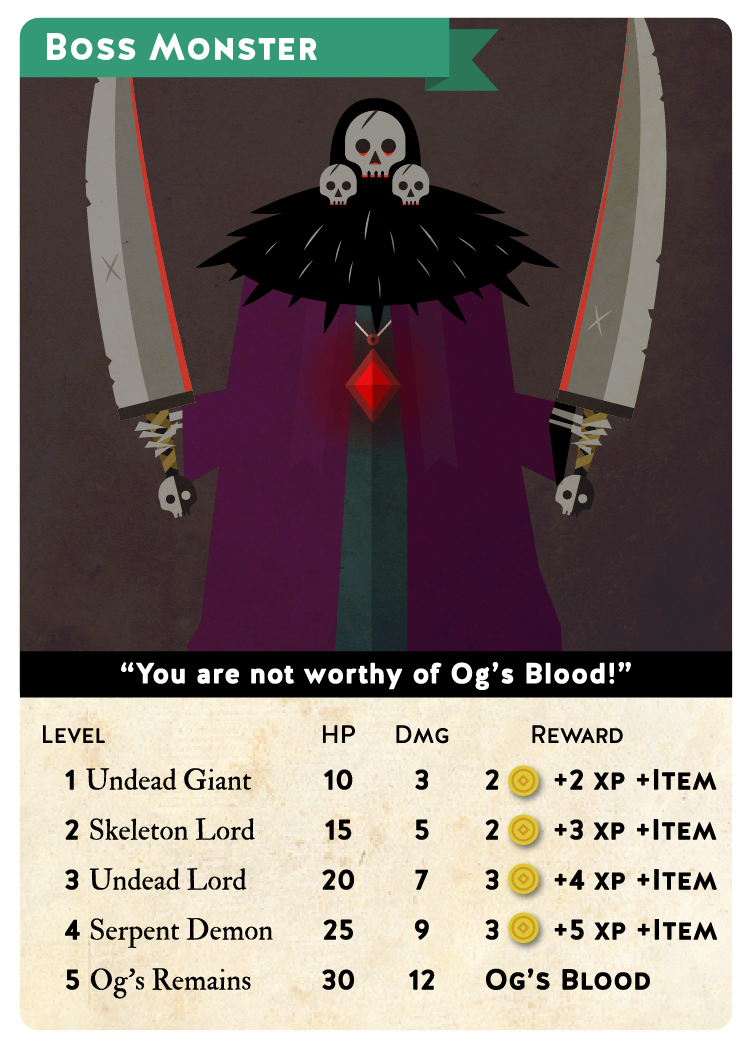 Boss Monster
“You are not worthy of Og’s Blood!”
Level HP Dmg Reward
1 Undead Giant 10 3 2 +2 XP +Item
2 Skeleton Lord 15 5 2 +3 XP +Item
3 Undead Lord 20 7 3 +4 XP +Item
4 Serpent Demon 25 9 3 +5 XP +Item
5 Og’s Remains 30 12 Og’s Blood